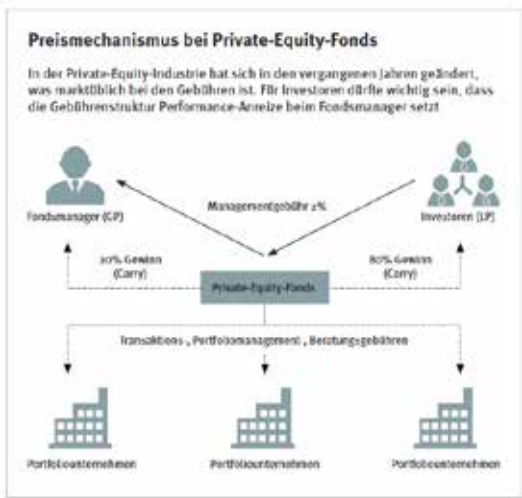 Preismechanismus bei Private-Equity-Fonds
In der Private-Equity-Industrie hat sich in den vergangenen Jahren geändert,
was marktüblich bei den Gebühren ist. Für Investoren dürfte wichtig sein, dass
die Gebührenstruktur Performance-Anreize beim Fondsmanager setzt
Managementgebühr 2%
Fondsmanager (GP)
Investoren (LP)
20% Gewinn
(Carry)
80% Gewinn
(Carry)
Private-Equity-Fonds
Transaktions-, Portfoliomanagement-, Beratungsgebühren
Portfoliounternehmen
Portfoliounternehmen
Portfoliounternehmen